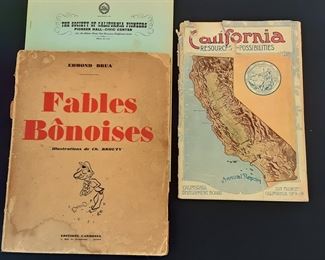 THE SOCIETY OF CALIFORNIA PIONEERS
PIONEER HALL - CIVIC CENTER
EDMOND BRUA
Fables
Bônoises
Illustrations de Ch. BROUTY
EDITIONS CARBONEL
California
RESOURCES
POSSIBILITIES
Annual Report
CALIFORNIA
DEVELOPMENT BOARD
SAN FRANCISCO
CALIFORNIA